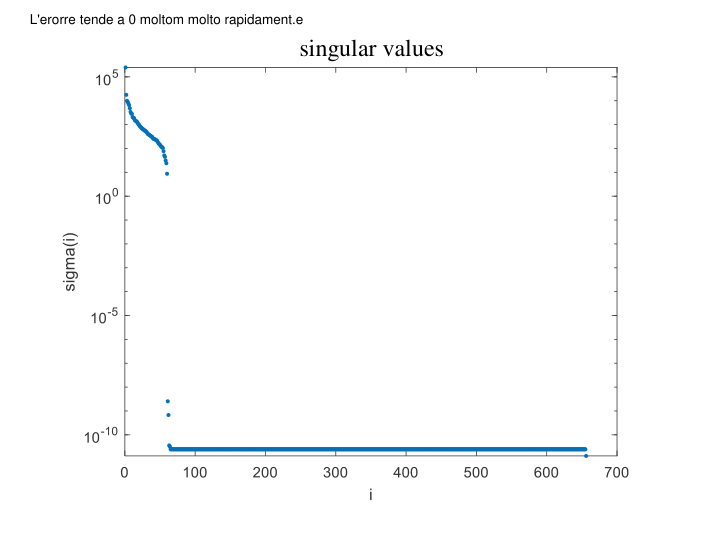 L'erorre tende a 0 moltom molto rapidament.e
singular values
10^5
10^0
10^-5
10^-10
sigma(i)
0 100 200 300 400 500 600 700
i